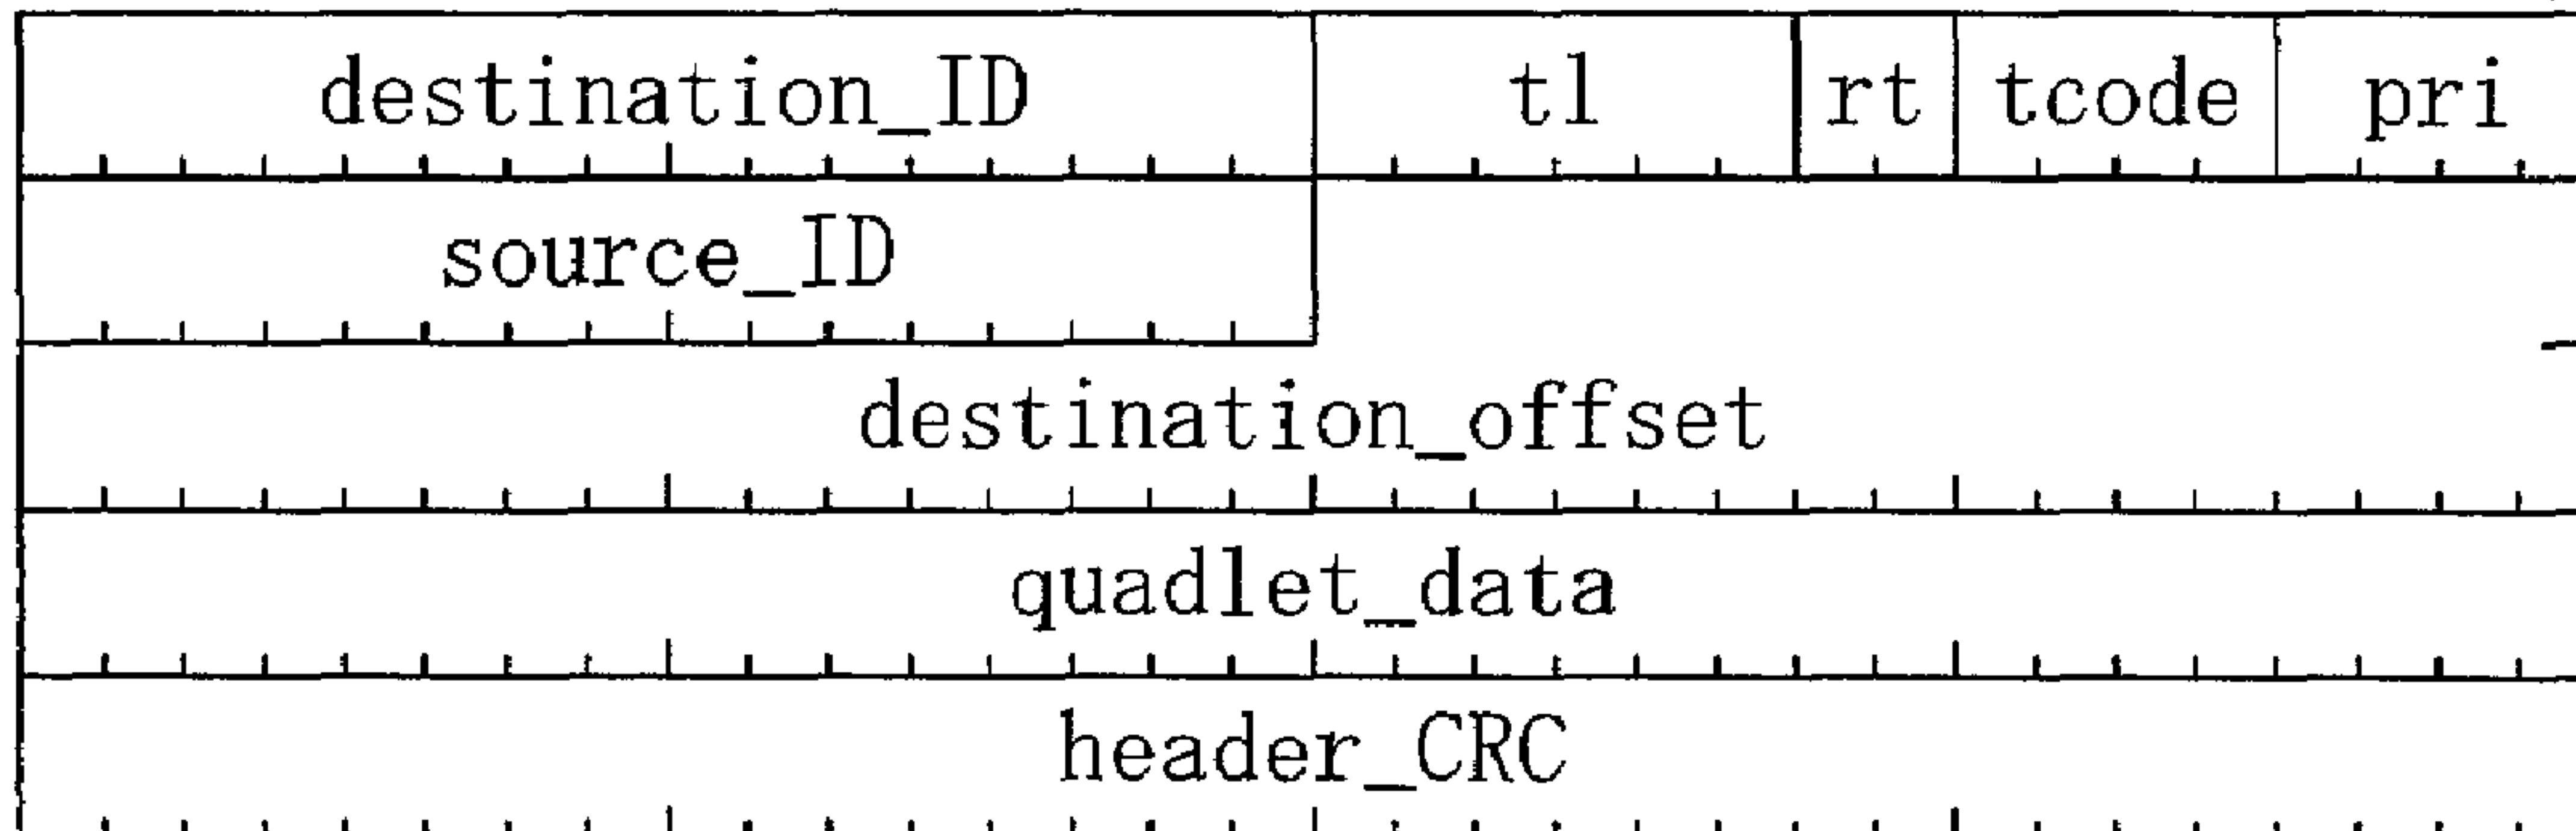 destination_ID tl rt tcode pri
source_ID
destination_offset
quadlet_data
header_CRC